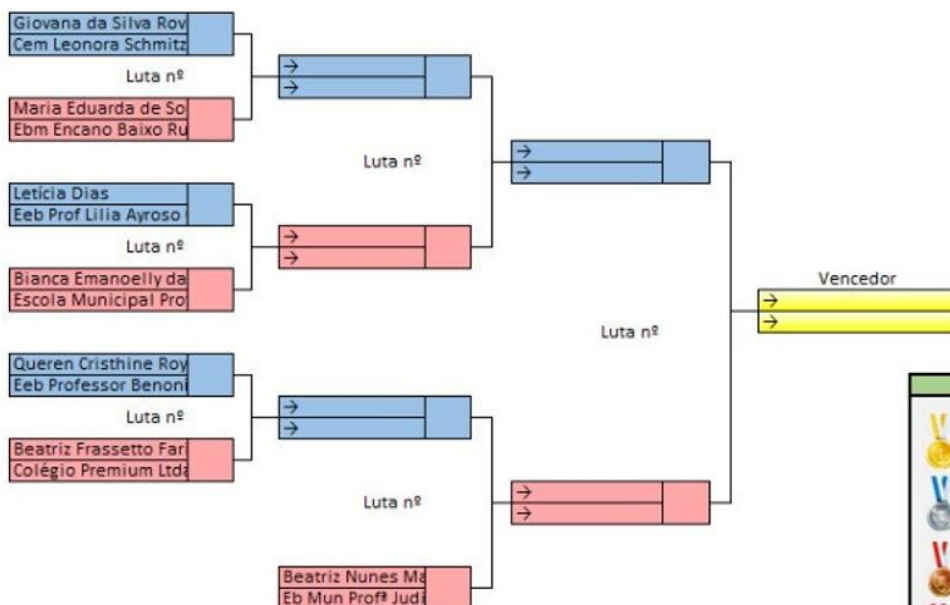 Giovana da Silva Rov
Cem Leonora Schmitz
Luta nº
Maria Eduarda de So
Ebm Encano Baixo Ru
→
→
Luta nº
Letícia Dias
Eeb Prof Lilia Ayroso
Luta nº
Bianca Emanoelly da
Escola Municipal Pro
→
→
→
→
Vencedor
→
→
Luta nº
Queren Cristhine Roy
Eeb Professor Benoni
Luta nº
Beatriz Frassetto Fari
Colégio Premium Ltda
→
→
Luta nº
→
→
Beatriz Nunes Ma
Eb Mun Profª Judi